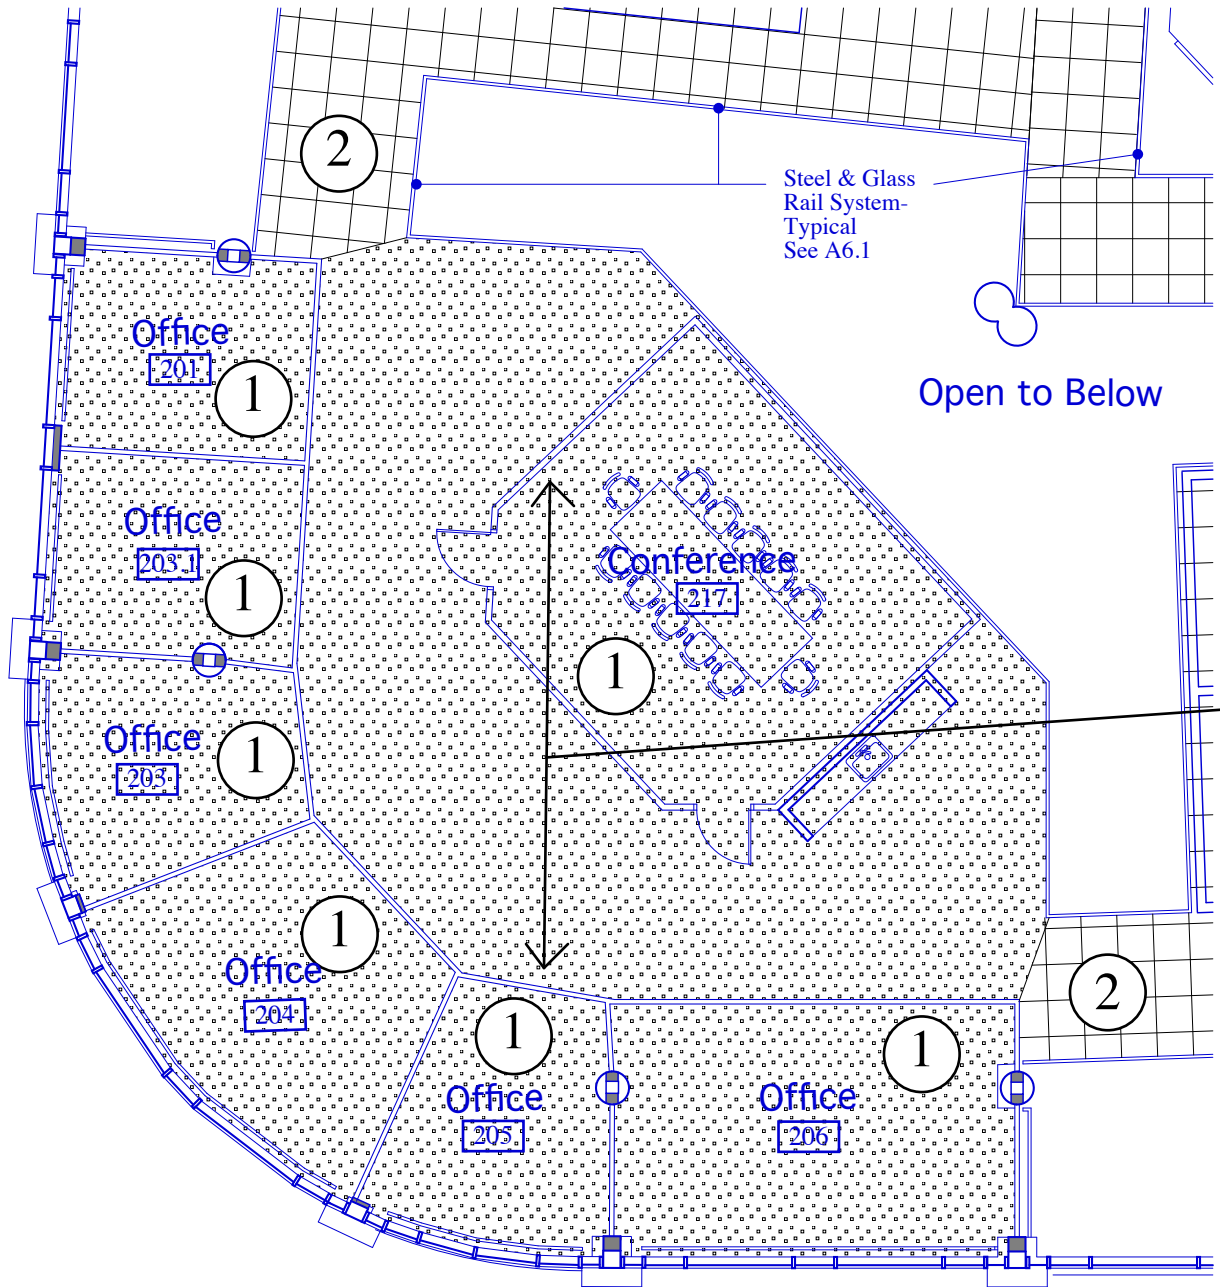 2
Steel & Glass
Rail System-
Typical
See A6.1
Office
201
1
Open to Below
Office
203.1
1
Conference
217
1
Office
203
1
1
Office
204
2
1
Office
205
1
Office
206